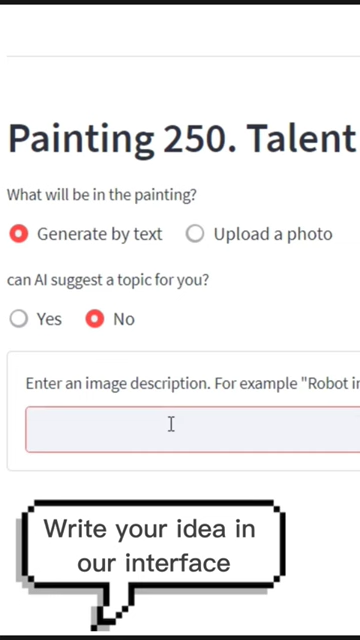 Painting 250. Talent
What will be in the painting?
Generate by text Upload a photo
can AI suggest a topic for you?
Yes No
Enter an image description. For example "Robot in
Write your idea in
our interface